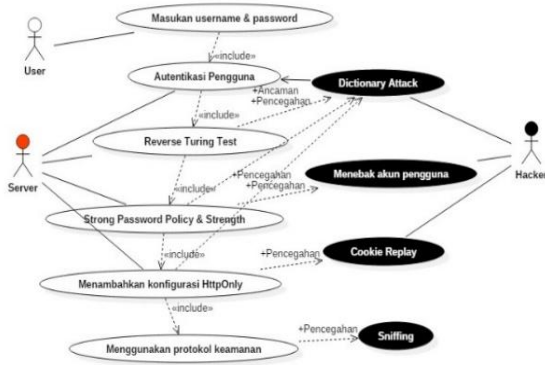 Masukan username & password
User
«include»
Autentikasi Pengguna
+Ancaman
+Pencegahan
Dictionary Attack
«include»
Reverse Turing Test
Server
Hacker
+Pencegahan
+Pencegahan
Menebak akun pengguna
«include»
Strong Password Policy & Strength
«include»
+Pencegahan
Cookie Replay
Menambahkan konfigurasi HttpOnly
«include»
+Pencegahan
Sniffing
Menggunakan protokol keamanan